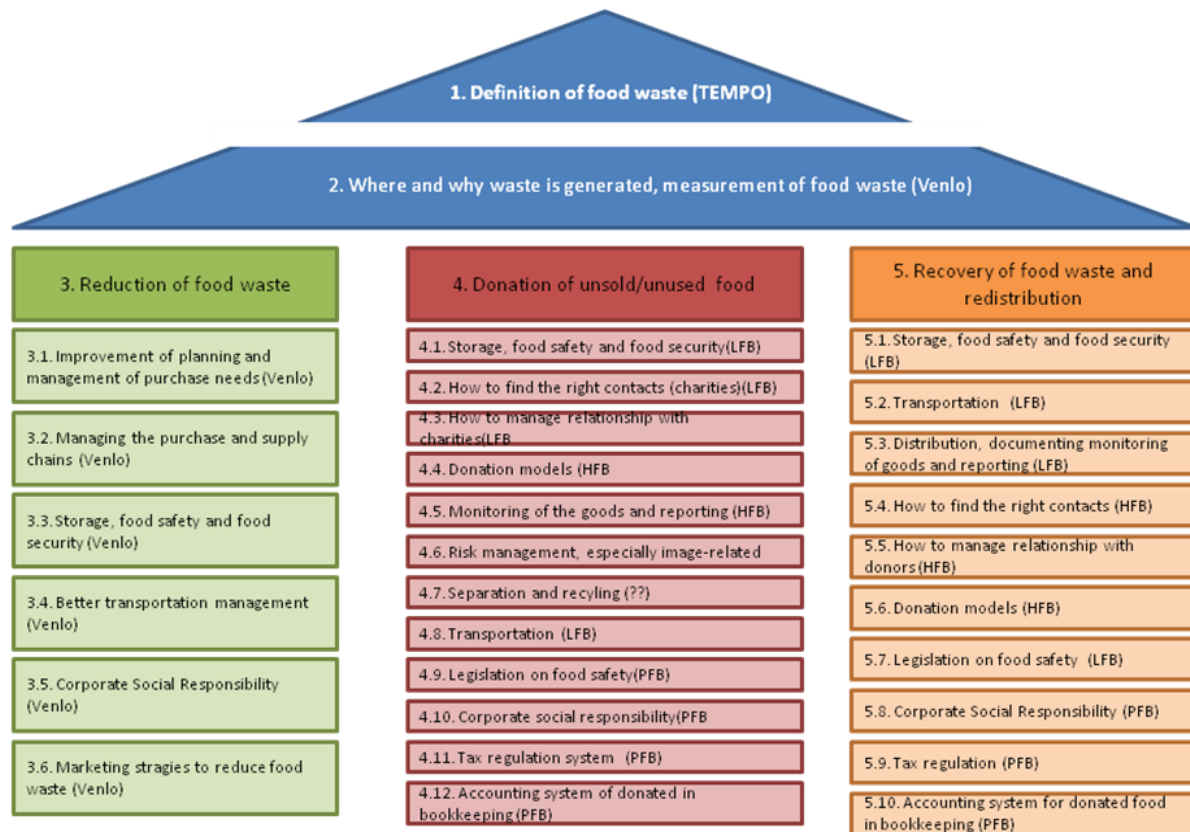 1. Definition of food waste (TEMPO)
2. Where and why waste is generated, measurement of food waste (Venlo)
3. Reduction of food waste
3.1. Improvement of planning and
management of purchase needs (Venlo)
3.2. Managing the purchase and supply
chains (Venlo)
3.3. Storage, food safety and food
security (Venlo)
3.4. Better transportation management
(Venlo)
3.5. Corporate Social Responsibility
(Venlo)
3.6. Marketing stragies to reduce food
waste (Venlo)
4. Donation of unsold/unused food
4.1. Storage, food safety and food security(LFB)
4.2. How to find the right contacts (charities)(LFB)
4.3. How to manage relationship with
charities(LFB
4.4. Donation models (HFB
4.5. Monitoring of the goods and reporting (HFB)
4.6. Risk management, especially image-related
4.7. Separation and recyling (??)
4.8. Transportation (LFB)
4.9. Legislation on food safety(PFB)
4.10. Corporate social responsibility(PFB
4.11. Tax regulation system (PFB)
4.12. Accounting system of donated in
bookkeeping (PFB)
5. Recovery of food waste and
redistribution
5.1. Storage, food safety and food security
(LFB)
5.2. Transportation (LFB)
5.3. Distribution, documenting monitoring
of goods and reporting (LFB)
5.4. How to find the right contacts (HFB)
5.5. How to manage relationship with
donors (HFB)
5.6. Donation models (HFB)
5.7. Legislation on food safety (LFB)
5.8. Corporate Social Responsibility (PFB)
5.9. Tax regulation (PFB)
5.10. Accounting system for donated food
in bookkeeping (PFB)